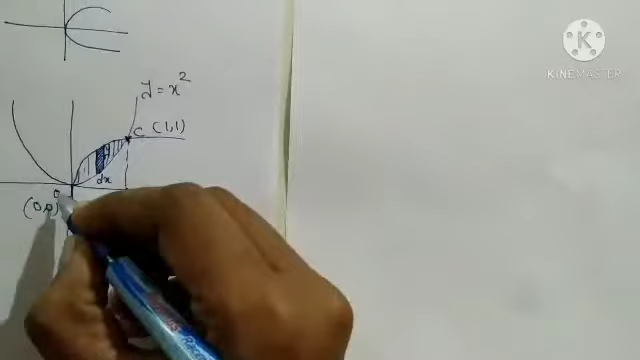 K
KINEMASTER
y = x²
C (1,1)
dx
O
(0,0)